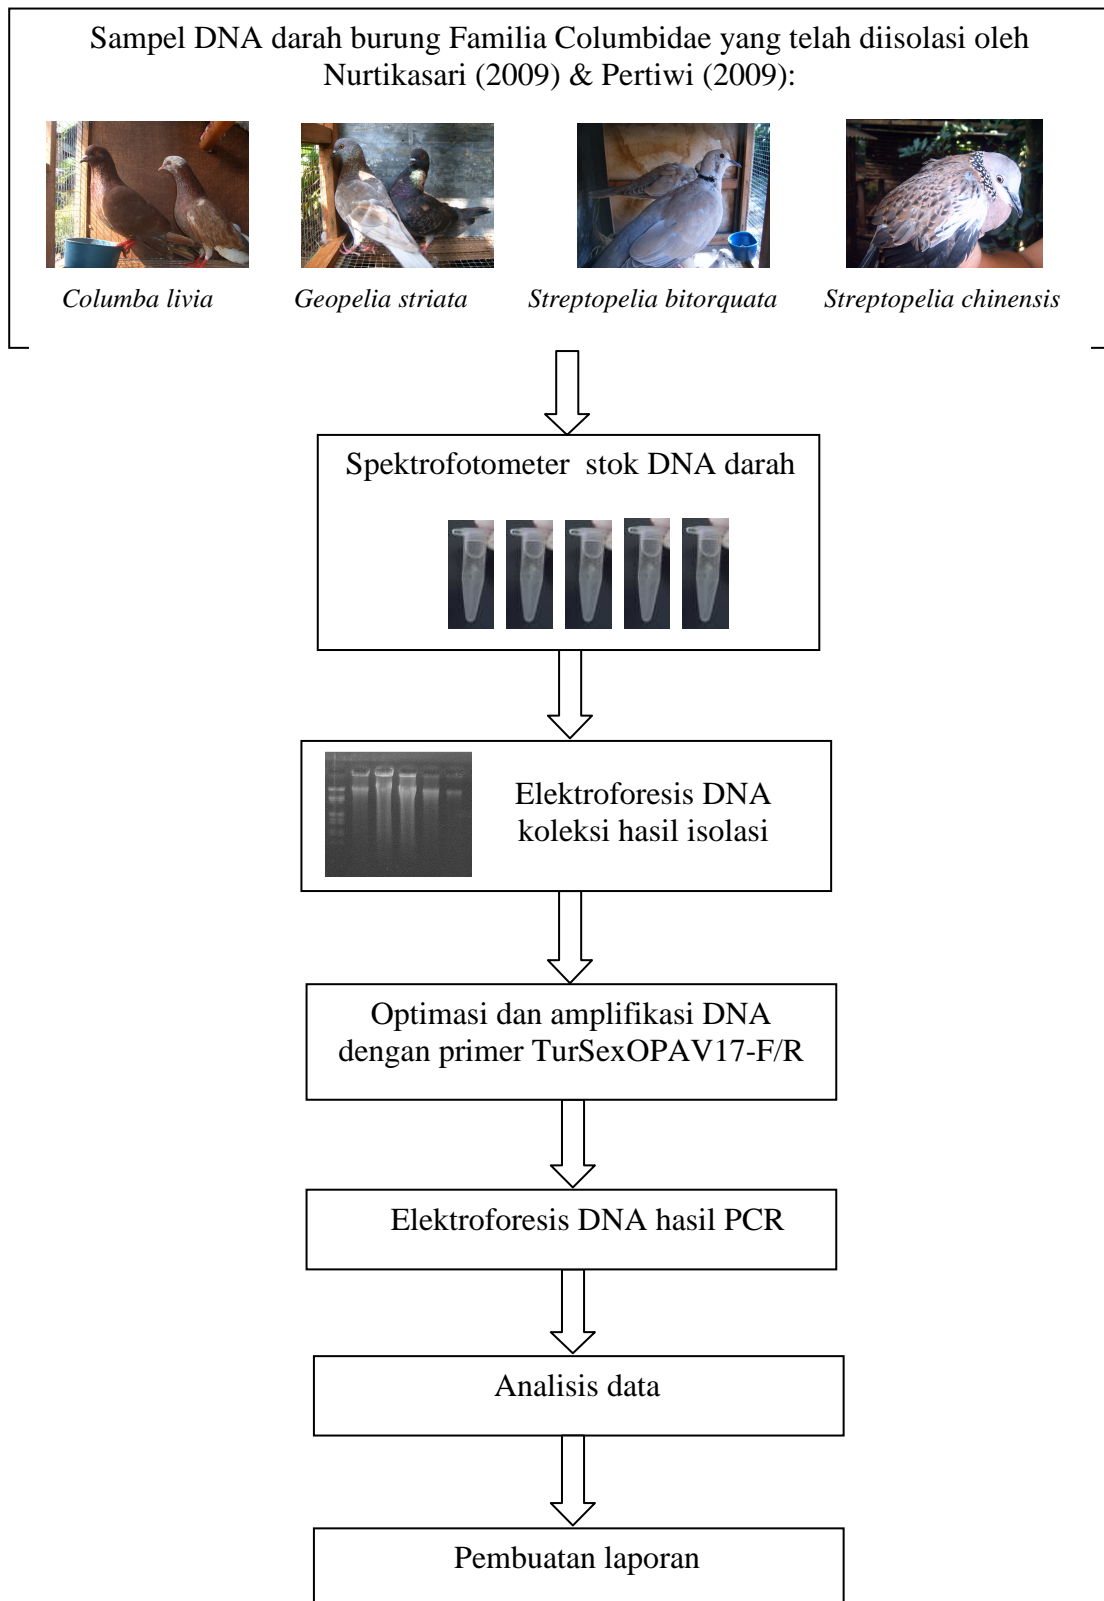 Sampel DNA darah burung Familia Columbidae yang telah diisolasi oleh
Nurtikasari (2009) & Pertiwi (2009):
Columba livia
Geopelia striata
Streptopelia bitorquata
Streptopelia chinensis
Spektrofotometer stok DNA darah
Elektroforesis DNA
koleksi hasil isolasi
Optimasi dan amplifikasi DNA
dengan primer TurSexOPAV17-F/R
Elektroforesis DNA hasil PCR
Analisis data
Pembuatan laporan